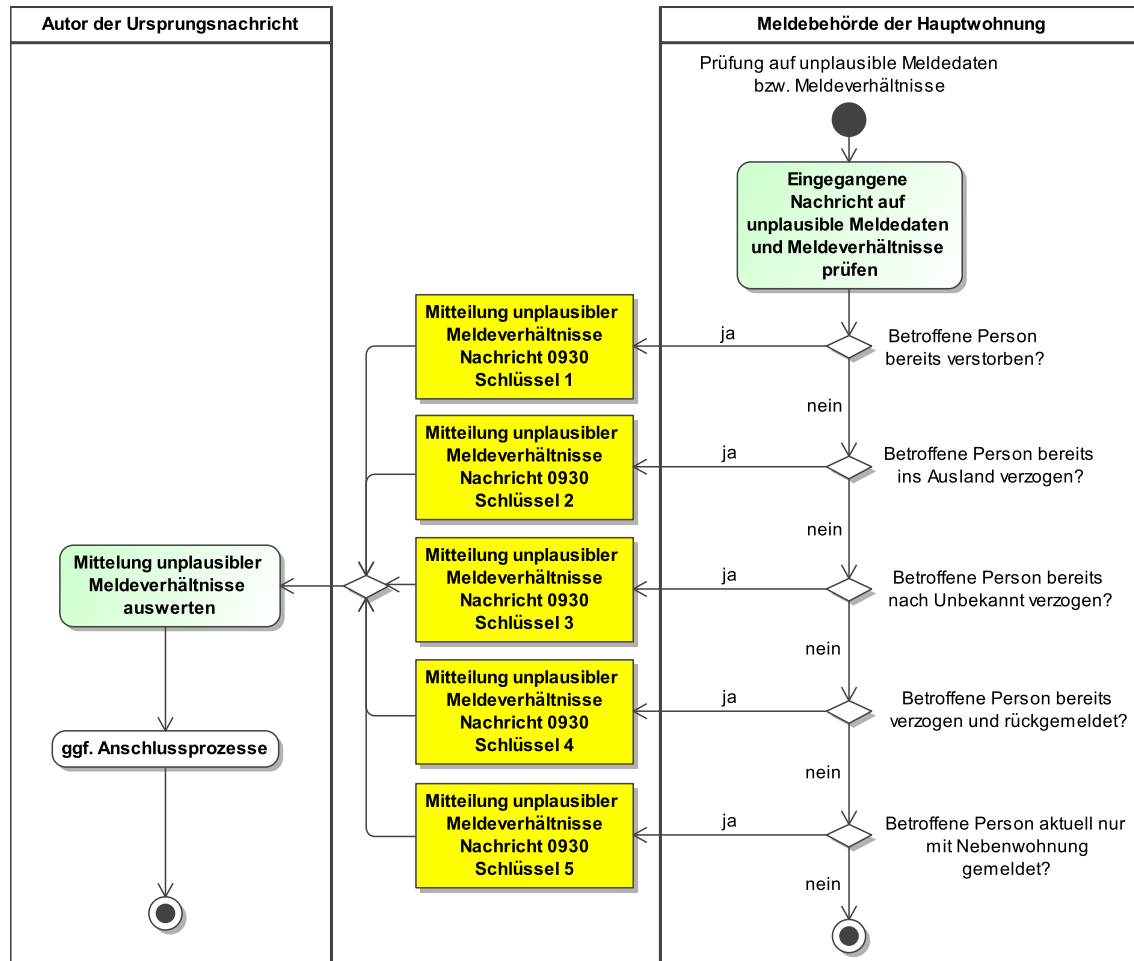 Autor der Ursprungsnachricht
Meldebehörde der Hauptwohnung
Prüfung auf unplausible Meldedaten
bzw. Meldeverhältnisse
Eingegangene
Nachricht auf
unplausible Meldedaten
und Meldeverhältnisse
prüfen
Mitteilung unplausibler
Meldeverhältnisse
Nachricht 0930
Schlüssel 1
ja
Betroffene Person
bereits verstorben?
nein
Mitteilung unplausibler
Meldeverhältnisse
Nachricht 0930
Schlüssel 2
ja
Betroffene Person bereits
ins Ausland verzogen?
nein
Mittelung unplausibler
Meldeverhältnisse
auswerten
Mitteilung unplausibler
Meldeverhältnisse
Nachricht 0930
Schlüssel 3
ja
Betroffene Person bereits
nach Unbekannt verzogen?
nein
Mitteilung unplausibler
Meldeverhältnisse
Nachricht 0930
Schlüssel 4
ja
Betroffene Person bereits
verzogen und rückgemeldet?
ggf. Anschlussprozesse
nein
Mitteilung unplausibler
Meldeverhältnisse
Nachricht 0930
Schlüssel 5
ja
Betroffene Person aktuell nur
mit Nebenwohnung
gemeldet?
nein